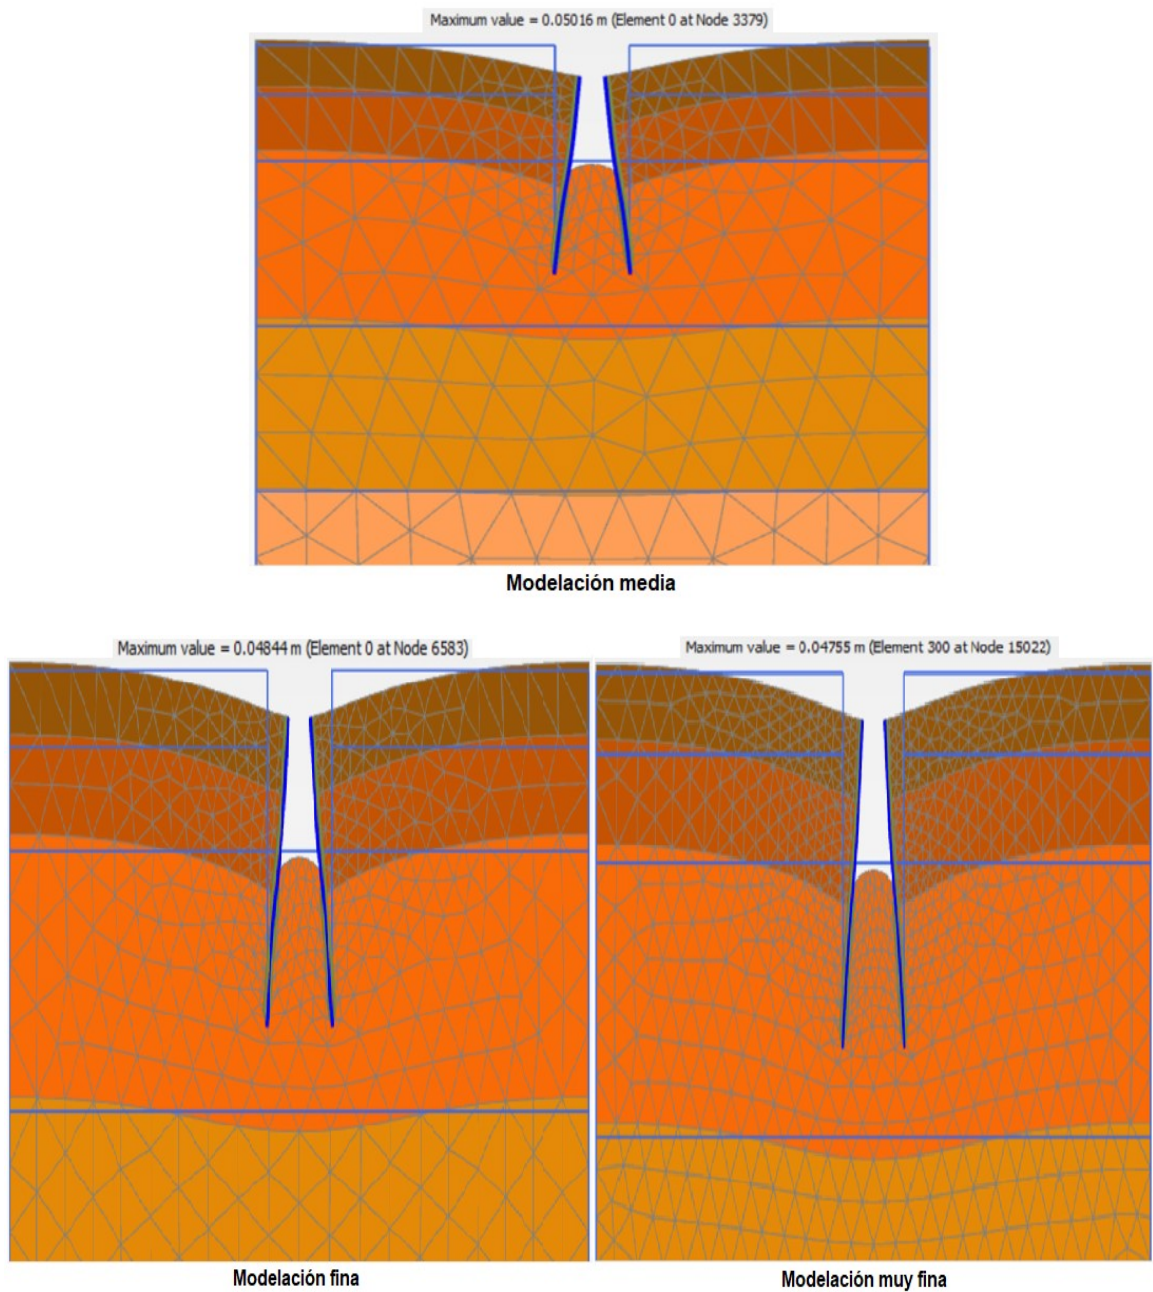 Maximum value = 0.05016 m (Element 0 at Node 3379)
Modelación media
Maximum value = 0.04844 m (Element 0 at Node 6583)
Maximum value = 0.04755 m (Element 300 at Node 15022)
Modelación fina
Modelación muy fina